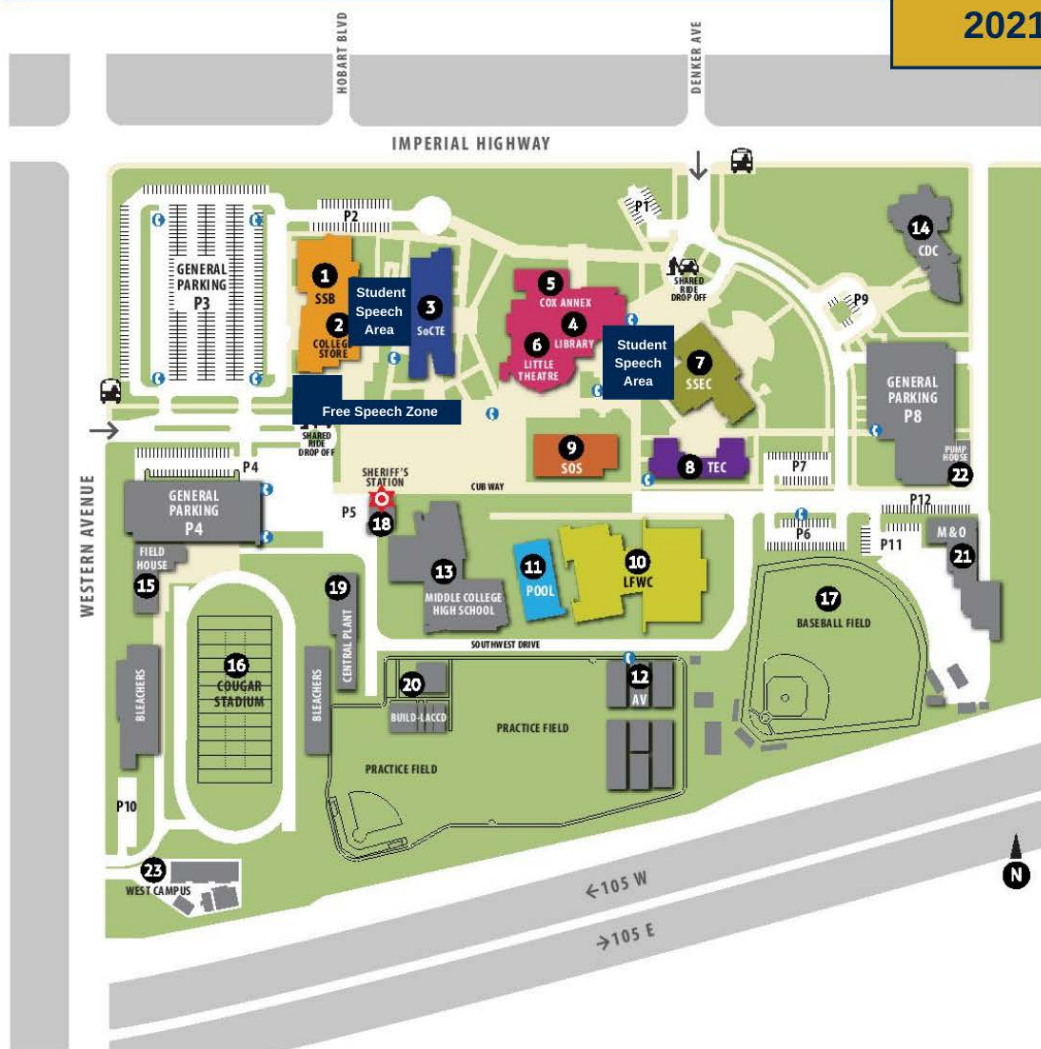 2021
HOBART BLVD
DENKER AVE
IMPERIAL HIGHWAY
P1
P2
14
CDC
GENERAL
PARKING
P3
1
SSB
2
COLLEGE
STORE
Student
Speech
Area
3
SoCTE
5
COX ANNEX
4
LIBRARY
6
LITTLE
THEATRE
SHARED
RIDE
DROP OFF
P9
Student
Speech
Area
7
SSEC
GENERAL
PARKING
P8
Free Speech Zone
SHARED
RIDE
DROP OFF
9
SOS
8
TEC
P7
PUMP
HOUSE
22
WESTERN AVENUE
P4
GENERAL
PARKING
P4
SHERIFF'S
STATION
CUB WAY
P5
18
P12
P6
P11
M & O
21
FIELD
HOUSE
15
19
CENTRAL PLANT
13
MIDDLE COLLEGE
HIGH SCHOOL
11
POOL
10
LFWC
17
BASEBALL FIELD
SOUTHWEST DRIVE
BLEACHERS
16
COUGAR
STADIUM
BLEACHERS
20
BUILD-LACCD
12
AV
PRACTICE FIELD
PRACTICE FIELD
P10
23
WEST CAMPUS
←105 W
→105 E
N